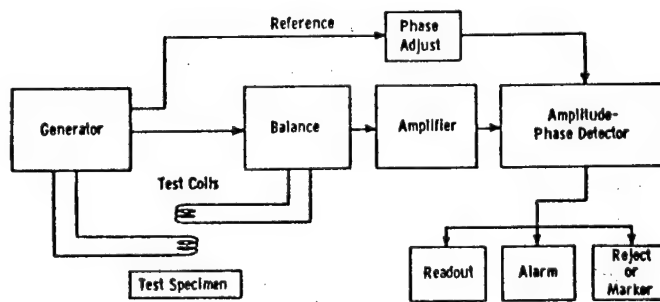 Reference
Phase
Adjust
Generator
Balance
Amplifier
Amplitude-
Phase Detector
Test Coils
Test Specimen
Readout
Alarm
Reject
or
Marker